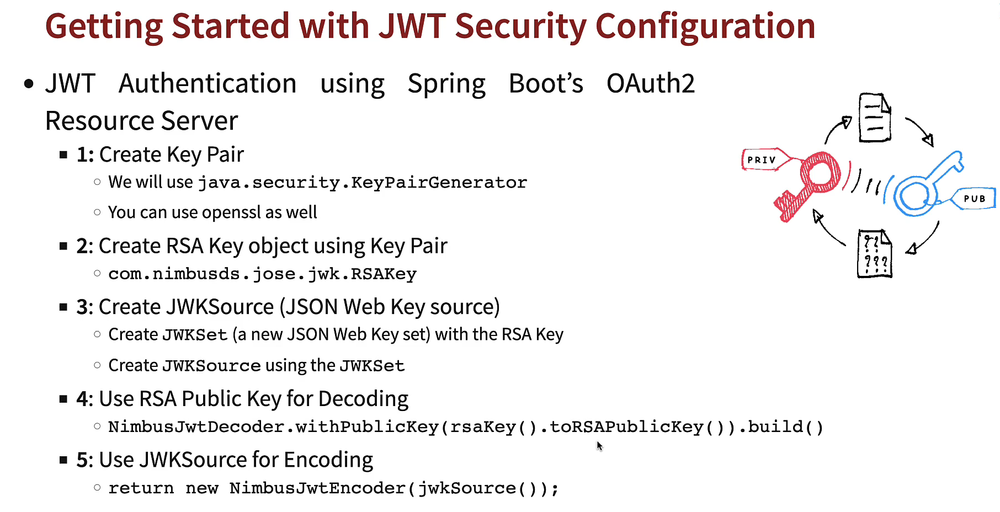 Getting Started with JWT Security Configuration
• JWT Authentication using Spring Boot’s OAuth2
Resource Server
▪ 1: Create Key Pair
○ We will use java.security.KeyPairGenerator
○ You can use openssl as well
▪ 2: Create RSA Key object using Key Pair
○ com.nimbusds.jose.jwk.RSAKey
▪ 3: Create JWKSource (JSON Web Key source)
○ Create JWKSet (a new JSON Web Key set) with the RSA Key
○ Create JWKSource using the JWKSet
▪ 4: Use RSA Public Key for Decoding
○ NimbusJwtDecoder.withPublicKey(rsaKey().toRSAPublicKey()).build()
▪ 5: Use JWKSource for Encoding
○ return new NimbusJwtEncoder(jwkSource());
PRIV
PUB
??
???